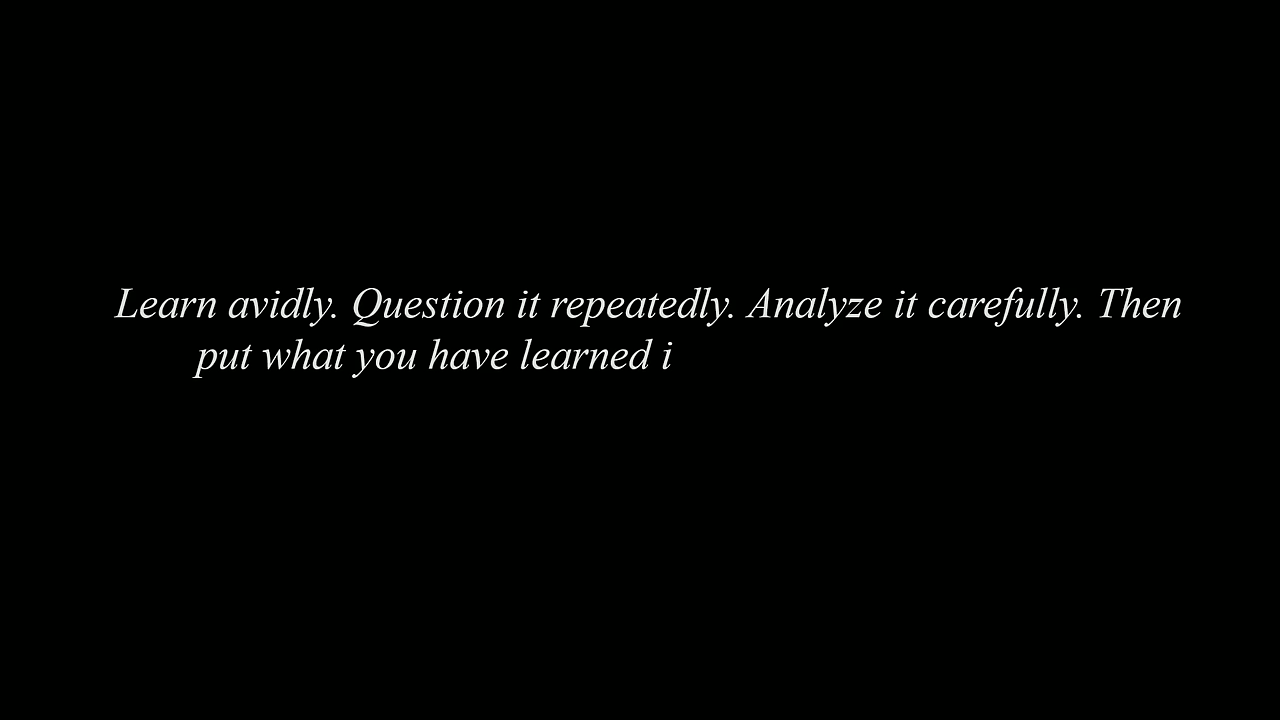 Learn avidly. Question it repeatedly. Analyze it carefully. Then
put what you have learned i